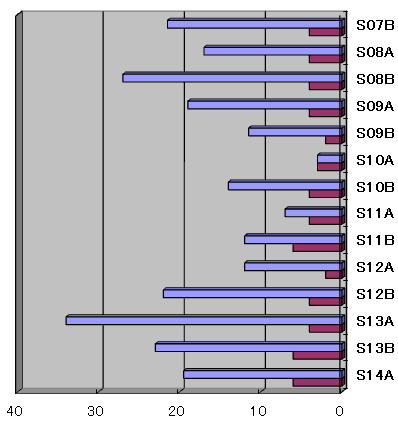 S07B
S08A
S08B
S09A
S09B
S10A
S10B
S11A
S11B
S12A
S12B
S13A
S13B
S14A
40 30 20 10 0